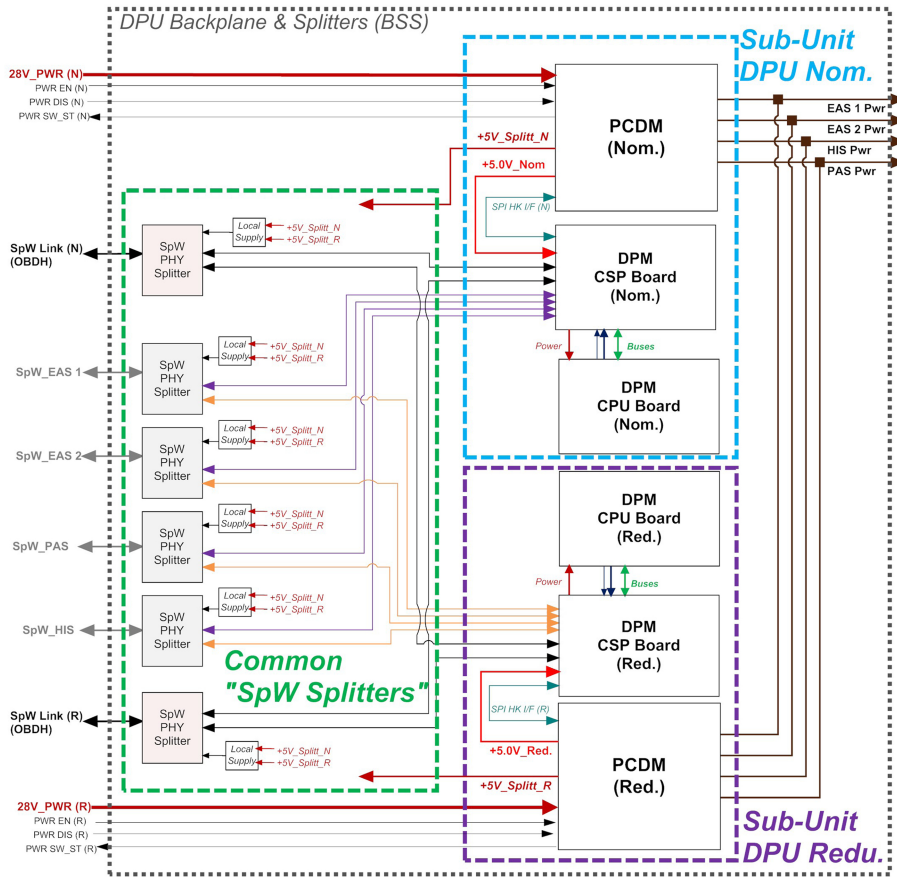 DPU Backplane & Splitters (BSS)
Sub-Unit
DPU Nom.
28V_PWR (N)
PWR EN (N)
PWR DIS (N)
PWR SW_ST (N)
PCDM
(Nom.)
EAS 1 Pwr
EAS 2 Pwr
HIS Pwr
PAS Pwr
+5V_Splitt_N
+5.0V_Nom
SPI HK I/F (N)
SpW Link (N)
(OBDH)
SpW
PHY
Splitter
Local
Supply
+5V_Splitt_N
+5V_Splitt_R
DPM
CSP Board
(Nom.)
Power
Buses
SpW_EAS 1
SpW
PHY
Splitter
Local
Supply
+5V_Splitt_N
+5V_Splitt_R
DPM
CPU Board
(Nom.)
SpW_EAS 2
SpW
PHY
Splitter
Local
Supply
+5V_Splitt_N
+5V_Splitt_R
SpW_PAS
SpW
PHY
Splitter
Local
Supply
+5V_Splitt_N
+5V_Splitt_R
DPM
CPU Board
(Red.)
Power
Buses
SpW_HIS
SpW
PHY
Splitter
Local
Supply
+5V_Splitt_N
+5V_Splitt_R
DPM
CSP Board
(Red.)
Common
"SpW Splitters"
SpW Link (R)
(OBDH)
SpW
PHY
Splitter
Local
Supply
+5V_Splitt_N
+5V_Splitt_R
SPI HK I/F (R)
+5.0V_Red.
+5V_Splitt_R
PCDM
(Red.)
28V_PWR (R)
PWR EN (R)
PWR DIS (R)
PWR SW_ST (R)
Sub-Unit
DPU Redu.